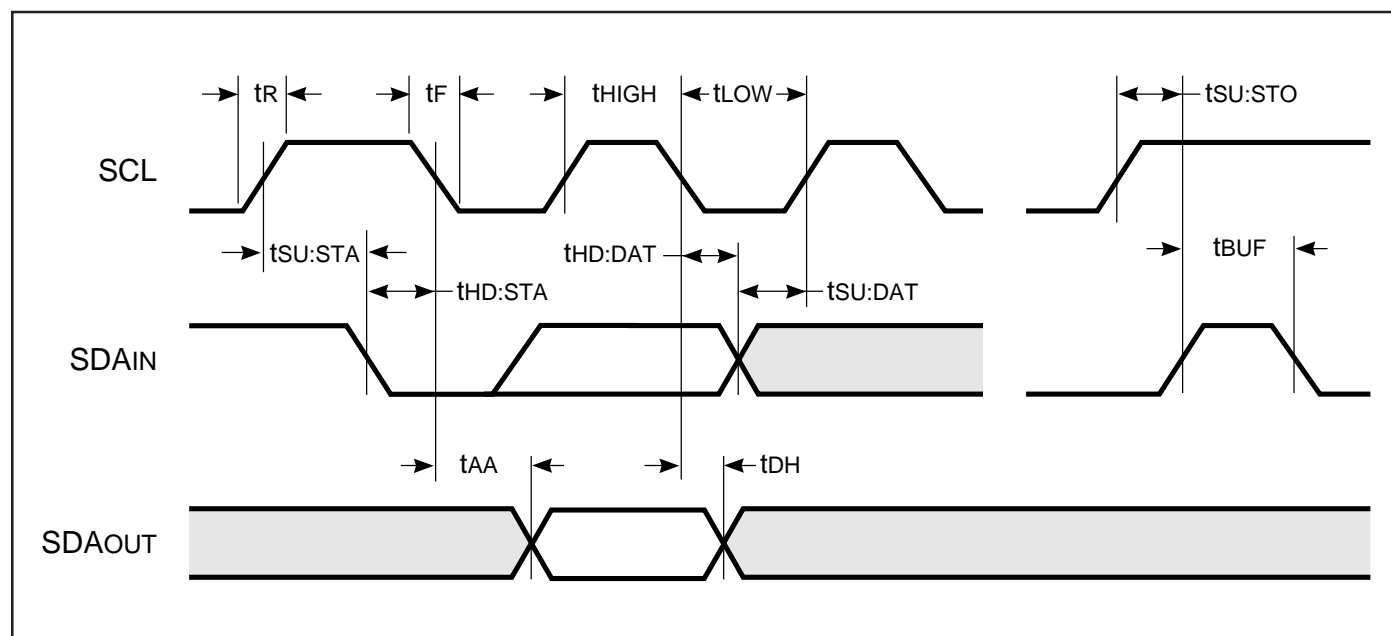 tR
tF
tHIGH
tLOW
tSU:STO
SCL
tSU:STA
tHD:STA
tHD:DAT
tSU:DAT
tBUF
SDAIN
tAA
tDH
SDAOUT